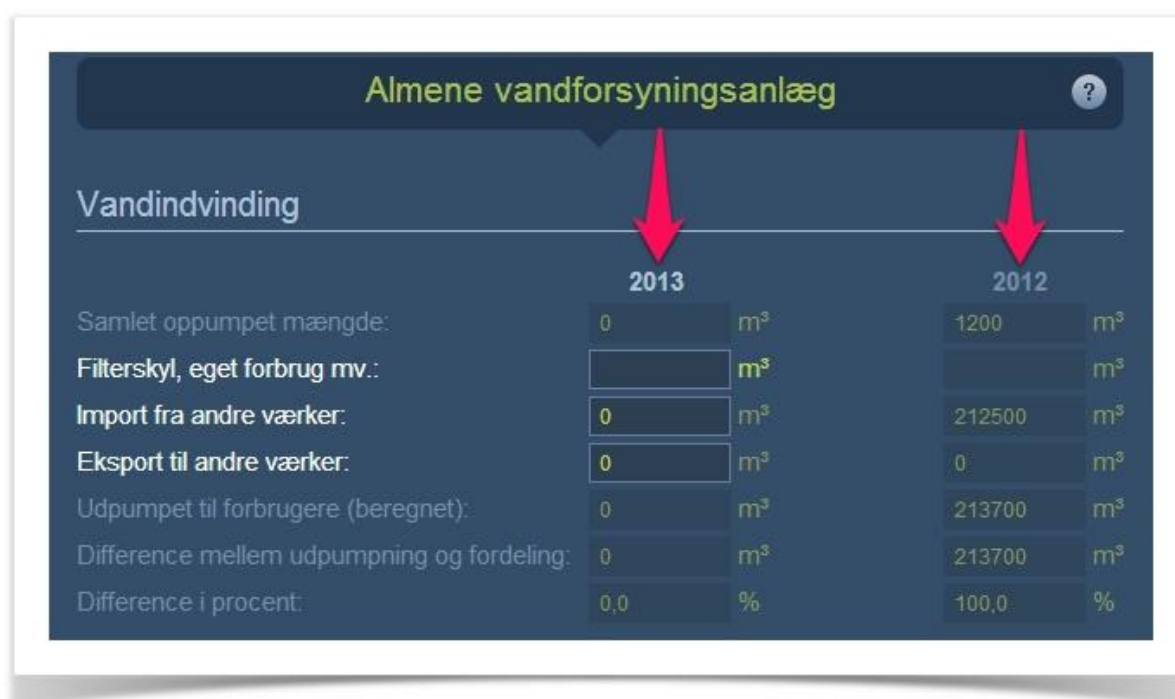 Almene vandforsyningsanlæg ?
Vandindvinding
2013 2012
Samlet oppumpet mængde: 0 m³ 1200 m³
Filterskyl, eget forbrug mv.: m³ m³
Import fra andre værker: 0 m³ 212500 m³
Eksport til andre værker: 0 m³ 0 m³
Udpumpet til forbrugere (beregnet): 0 m³ 213700 m³
Difference mellem udpumpning og fordeling: 0 m³ 213700 m³
Difference i procent: 0,0 % 100,0 %